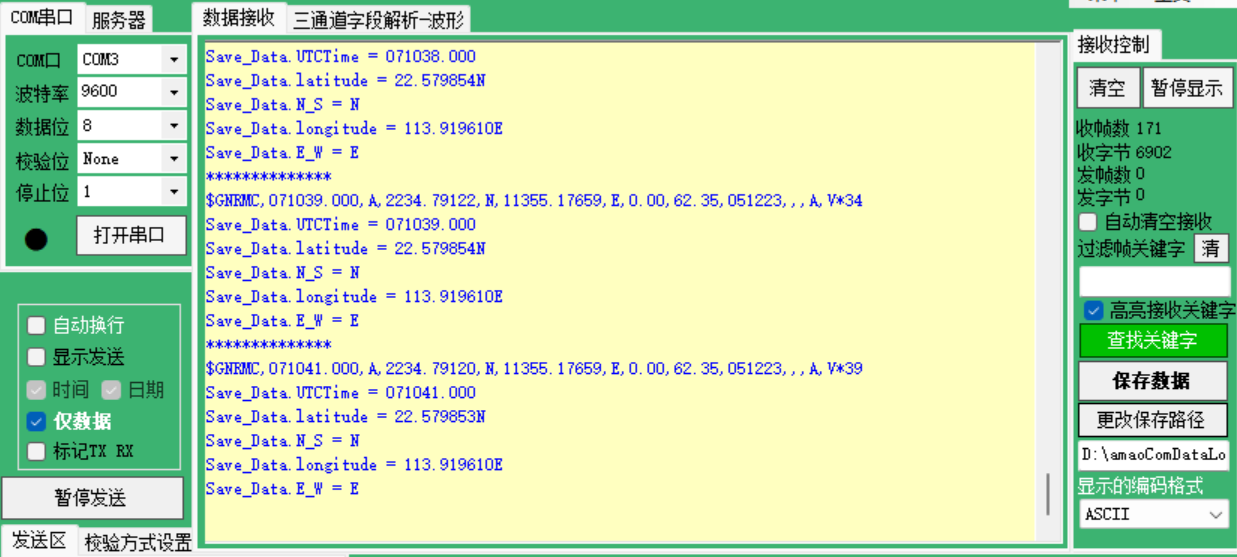 COM串口 服务器
COM口 COM3
波特率 9600
数据位 8
校验位 None
停止位 1
打开串口
自动换行
显示发送
时间 日期
仅数据
标记TX RX
暂停发送
发送区 校验方式设置
数据接收 三通道字段解析-波形
Save_Data.UTCTime = 071038.000
Save_Data.latitude = 22.579854N
Save_Data.N_S = N
Save_Data.longitude = 113.919610E
Save_Data.E_W = E
**************
$GNRMC,071039.000,A,2234.79122,N,11355.17659,E,0.00,62.35,051223,,,A,V*34
Save_Data.UTCTime = 071039.000
Save_Data.latitude = 22.579854N
Save_Data.N_S = N
Save_Data.longitude = 113.919610E
Save_Data.E_W = E
**************
$GNRMC,071041.000,A,2234.79120,N,11355.17659,E,0.00,62.35,051223,,,A,V*39
Save_Data.UTCTime = 071041.000
Save_Data.latitude = 22.579853N
Save_Data.N_S = N
Save_Data.longitude = 113.919610E
Save_Data.E_W = E
接收控制
清空 暂停显示
收帧数 171
收字节 6902
发帧数 0
发字节 0
自动清空接收
过滤帧关键字 清
高亮接收关键字
查找关键字
保存数据
更改保存路径
D:\amaoComDataLo
显示的编码格式
ASCII